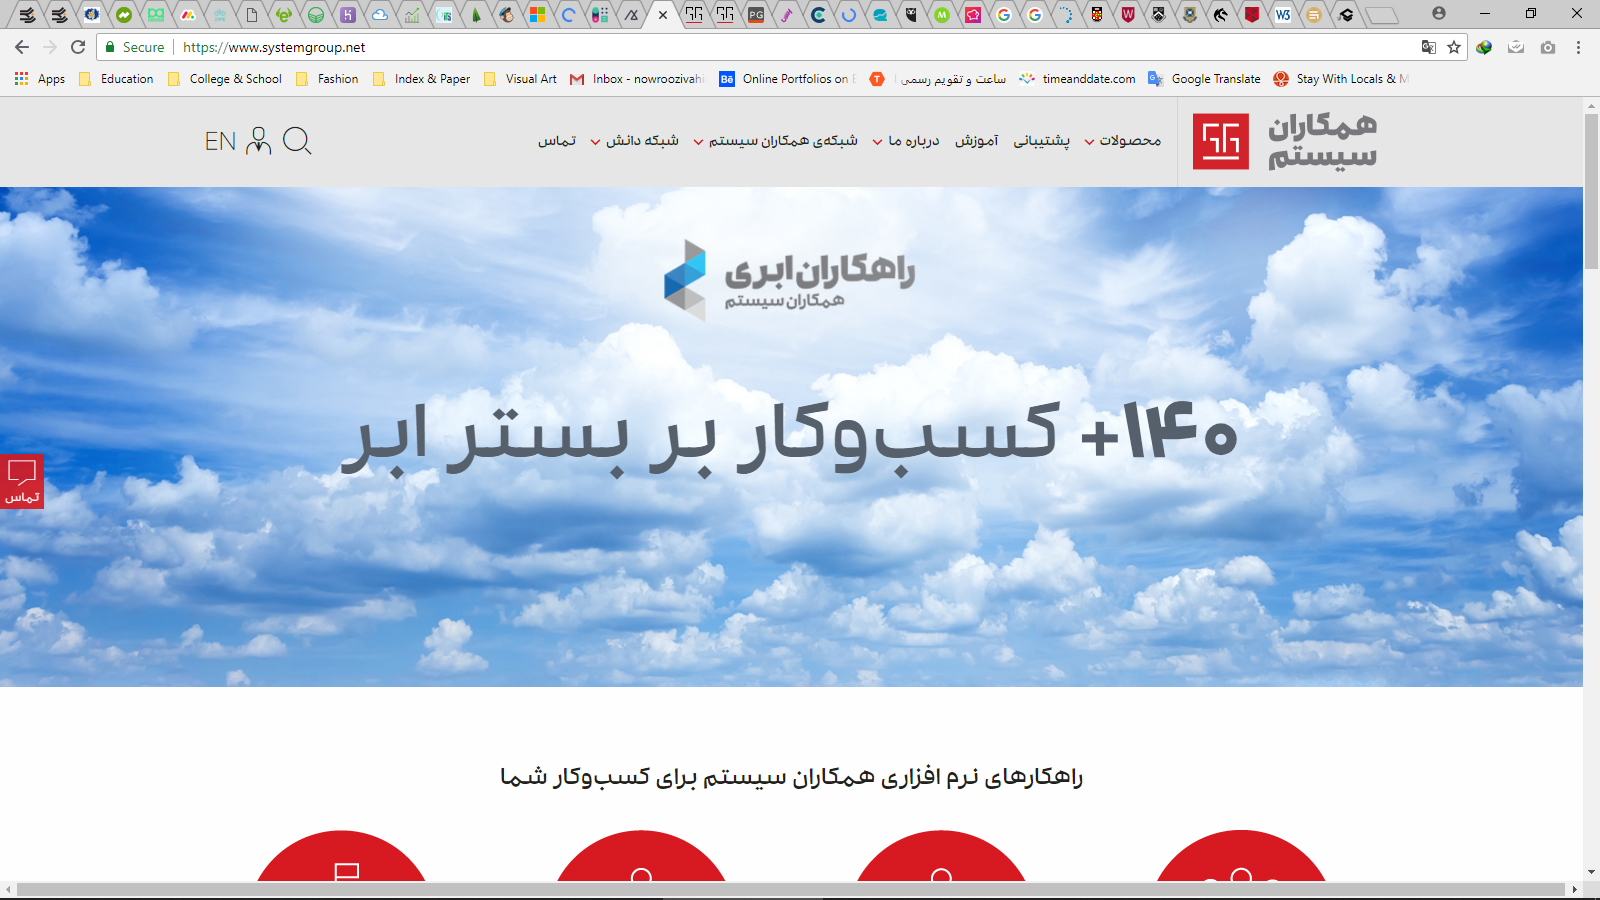 Secure
https://www.systemgroup.net
Apps
Education
College & School
Fashion
Index & Paper
Visual Art
Inbox - nowroozivahi
Online Portfolios on
ساعت و تقویم رسمی
timeanddate.com
Google Translate
Stay With Locals & M
همکاران
سیستم
محصولات
پشتیبانی
آموزش
درباره ما
شبکه‌ی همکاران سیستم
شبکه دانش
تماس
EN
راهکاران ابری
همکاران سیستم
۱۴۰+ کسب‌وکار بر بستر ابر
تماس
راهکارهای نرم افزاری همکاران سیستم برای کسب‌وکار شما